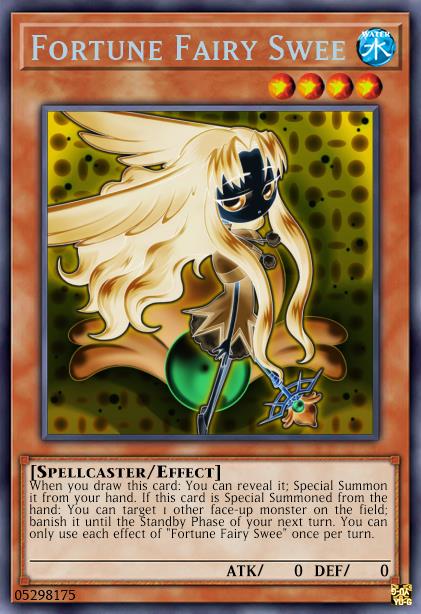 Fortune Fairy Swee
WATER
水
[Spellcaster/Effect]
When you draw this card: You can reveal it; Special Summon
it from your hand. If this card is Special Summoned from the
hand: You can target 1 other face-up monster on the field;
banish it until the Standby Phase of your next turn. You can
only use each effect of "Fortune Fairy Swee" once per turn.
ATK/ 0 DEF/ 0
05298175